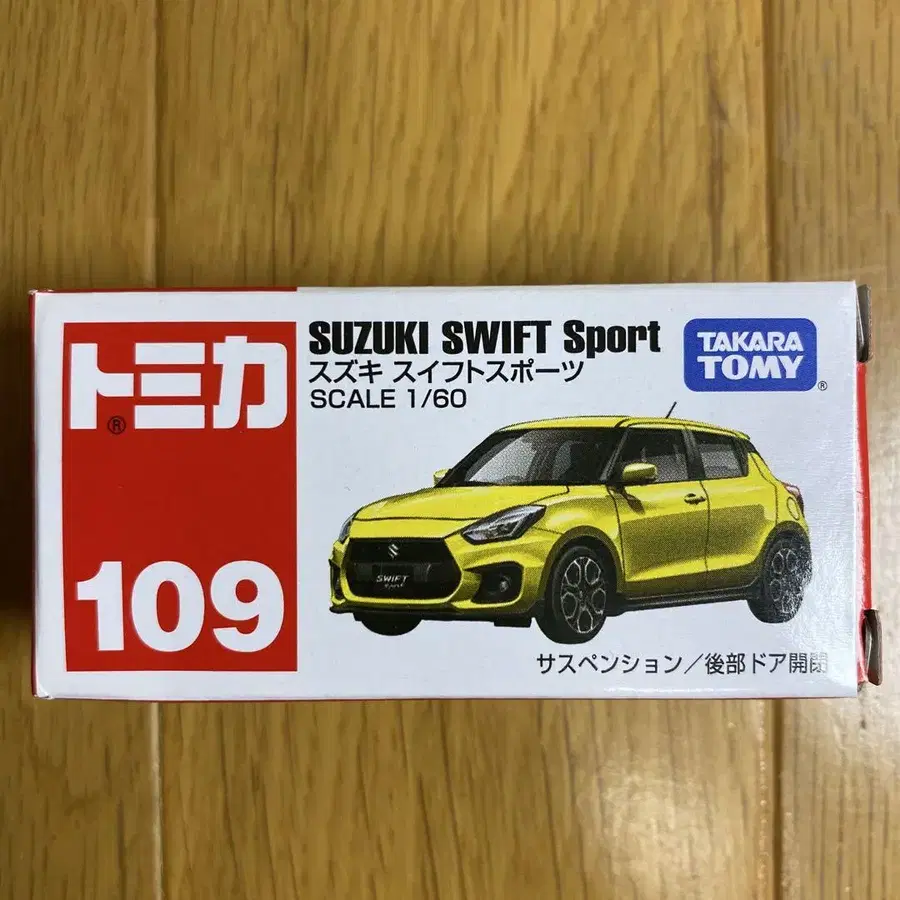 トミカ®
109
SUZUKI SWIFT Sport
スズキ スイフトスポーツ
SCALE 1/60
TAKARA
TOMY®
SWIFT
Sport
サスペンション/後部ドア開閉